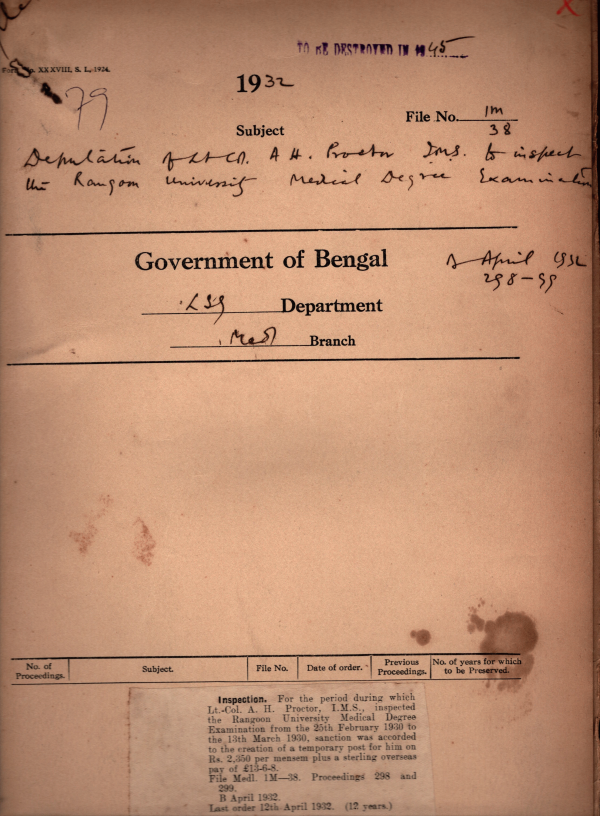 TO BE DESTROYED IN 1945
Form No. XXXVIII, S. L., 1924.
79
1932
File No. 1m
38
Subject
Deputation of Lt Col. A H. Proctor I.M.S. to inspect
the Rangoon University Medical Degree Examination
Government of Bengal
B April 1932
298-99
LSG Department
Medl Branch
No. of Proceedings. Subject. File No. Date of order. Previous Proceedings. No. of years for which to be Preserved.
Inspection. For the period during which
Lt.-Col. A. H. Proctor, I.M.S., inspected
the Rangoon University Medical Degree
Examination from the 25th February 1930 to
the 13th March 1930, sanction was accorded
to the creation of a temporary post for him on
Rs. 2,350 per mensem plus a sterling overseas
pay of £13-6-8.
File Medl. 1M—38. Proceedings 298 and
299.
B April 1932.
Last order 12th April 1932. (12 years.)